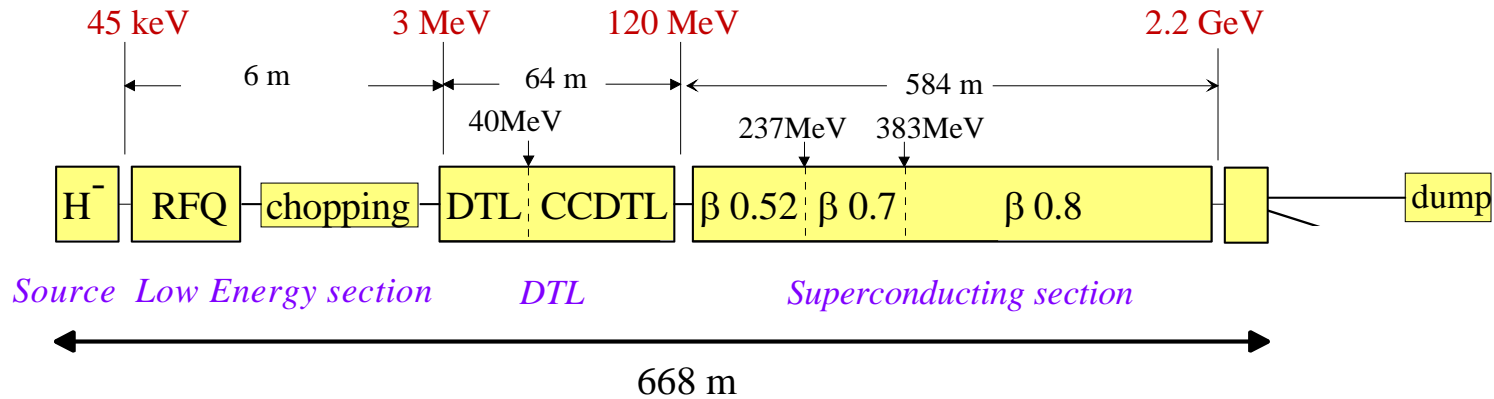 45 keV 3 MeV 120 MeV 2.2 GeV
6 m 64 m 584 m
40MeV 237MeV 383MeV
H- RFQ chopping DTL CCDTL β 0.52 β 0.7 β 0.8 dump
Source Low Energy section DTL Superconducting section
668 m